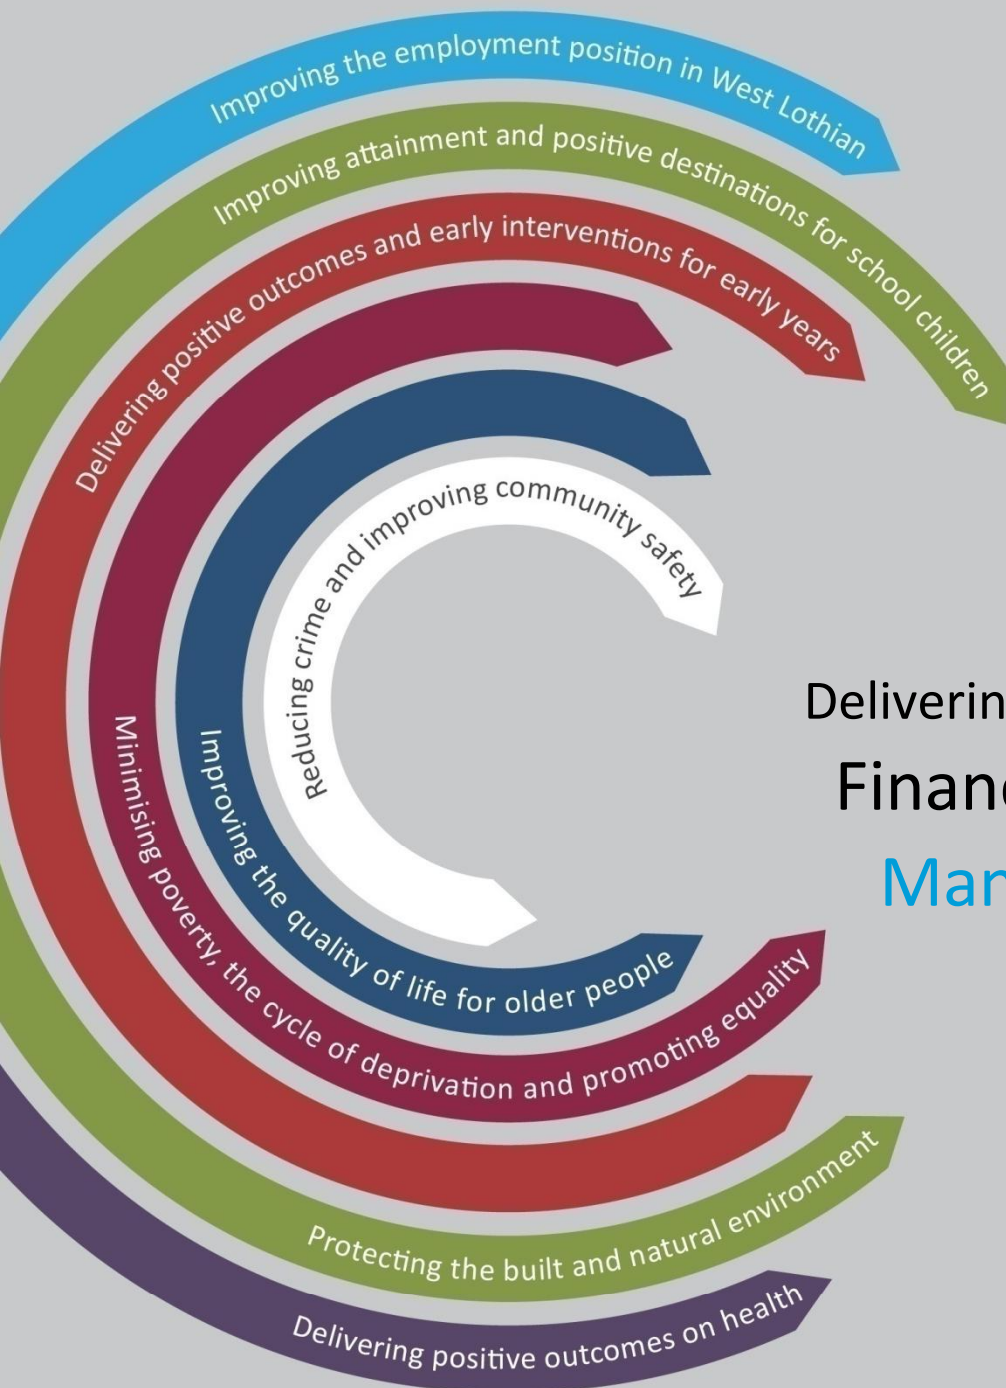 Improving the employment position in West Lothian
Improving attainment and positive destinations for school children
Delivering positive outcomes and early interventions for early years
Reducing crime and improving community safety
Improving the quality of life for older people
Minimising poverty, the cycle of deprivation and promoting equality
Protecting the built and natural environment
Delivering positive outcomes on health
Deliverin
Finan
Man